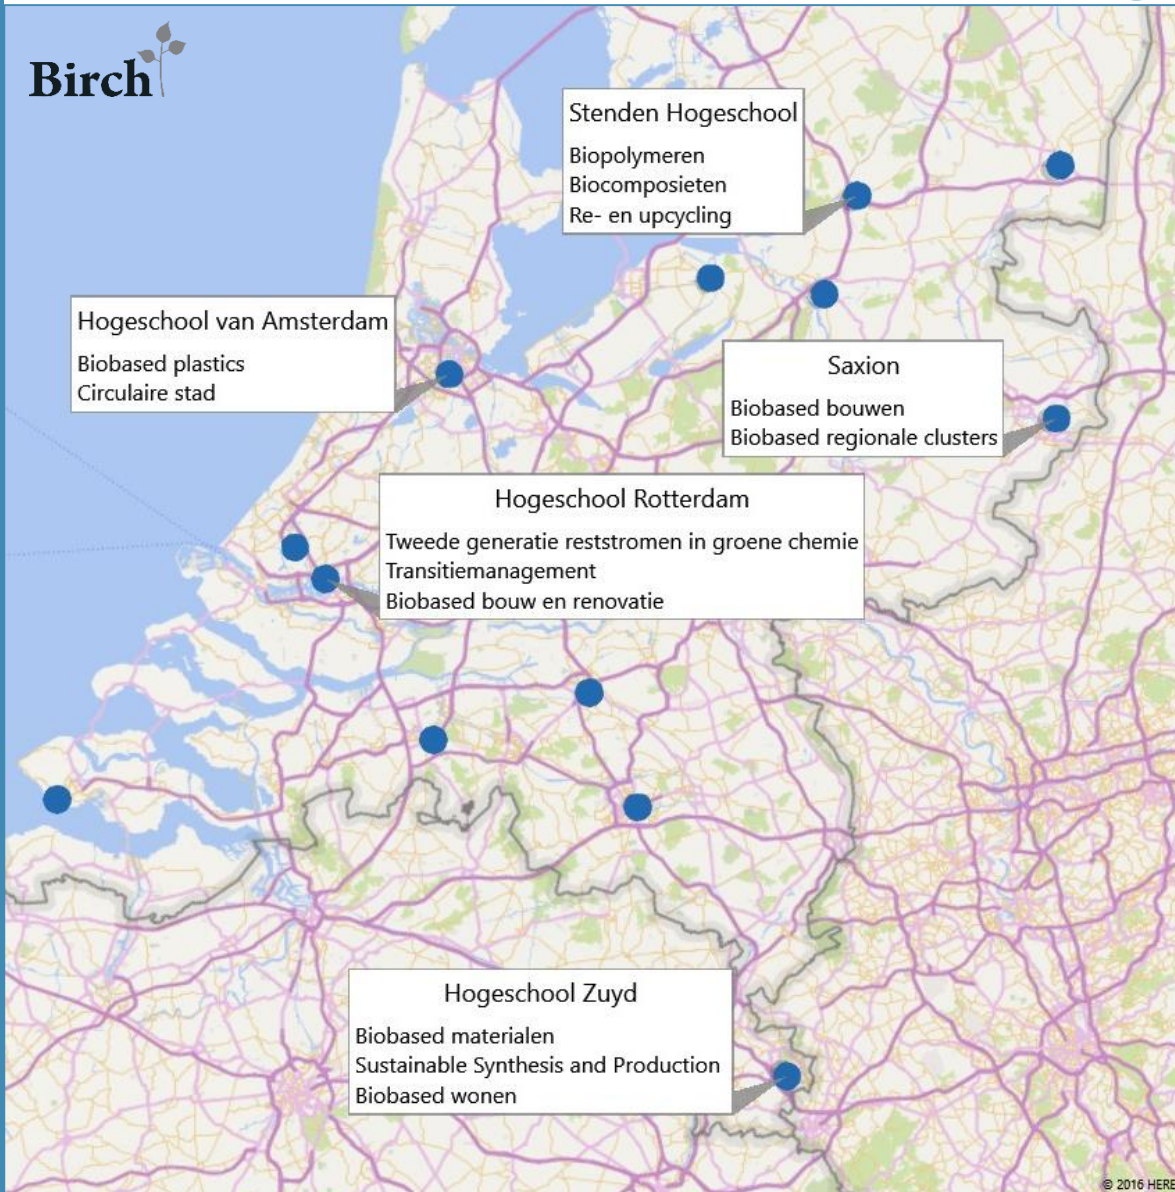 Birch
Stenden Hogeschool
Biopolymeren
Biocomposieten
Re- en upcycling
Hogeschool van Amsterdam
Biobased plastics
Circulaire stad
Saxion
Biobased bouwen
Biobased regionale clusters
Hogeschool Rotterdam
Tweede generatie reststromen in groene chemie
Transitiemanagement
Biobased bouw en renovatie
Hogeschool Zuyd
Biobased materialen
Sustainable Synthesis and Production
Biobased wonen
© 2016 HERE